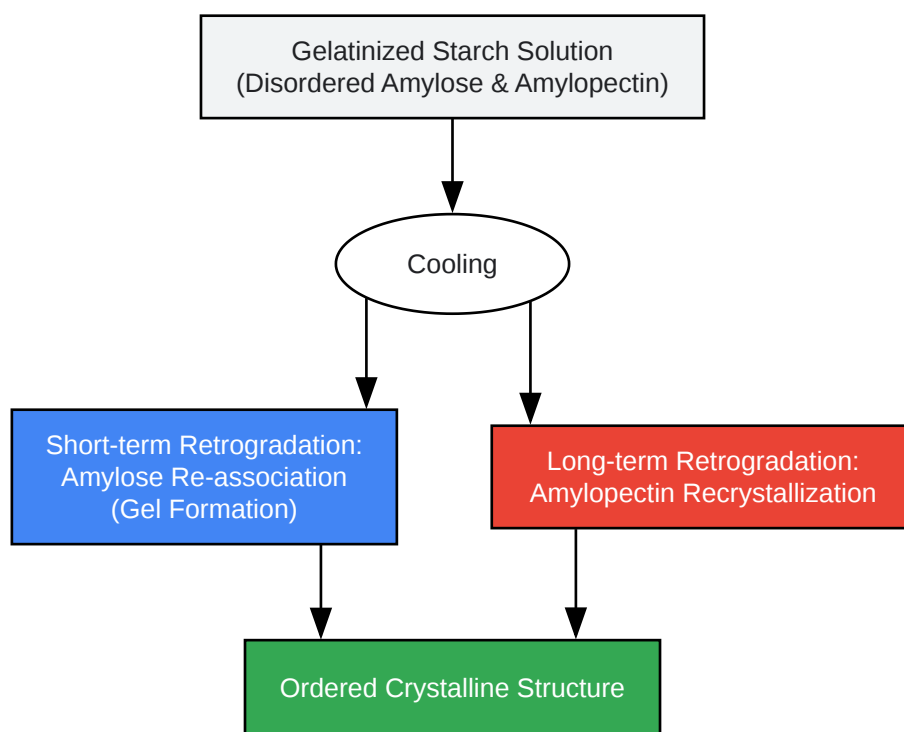 Gelatinized Starch Solution
(Disordered Amylose & Amylopectin)
Cooling
Short-term Retrogradation:
Amylose Re-association
(Gel Formation)
Long-term Retrogradation:
Amylopectin Recrystallization
Ordered Crystalline Structure